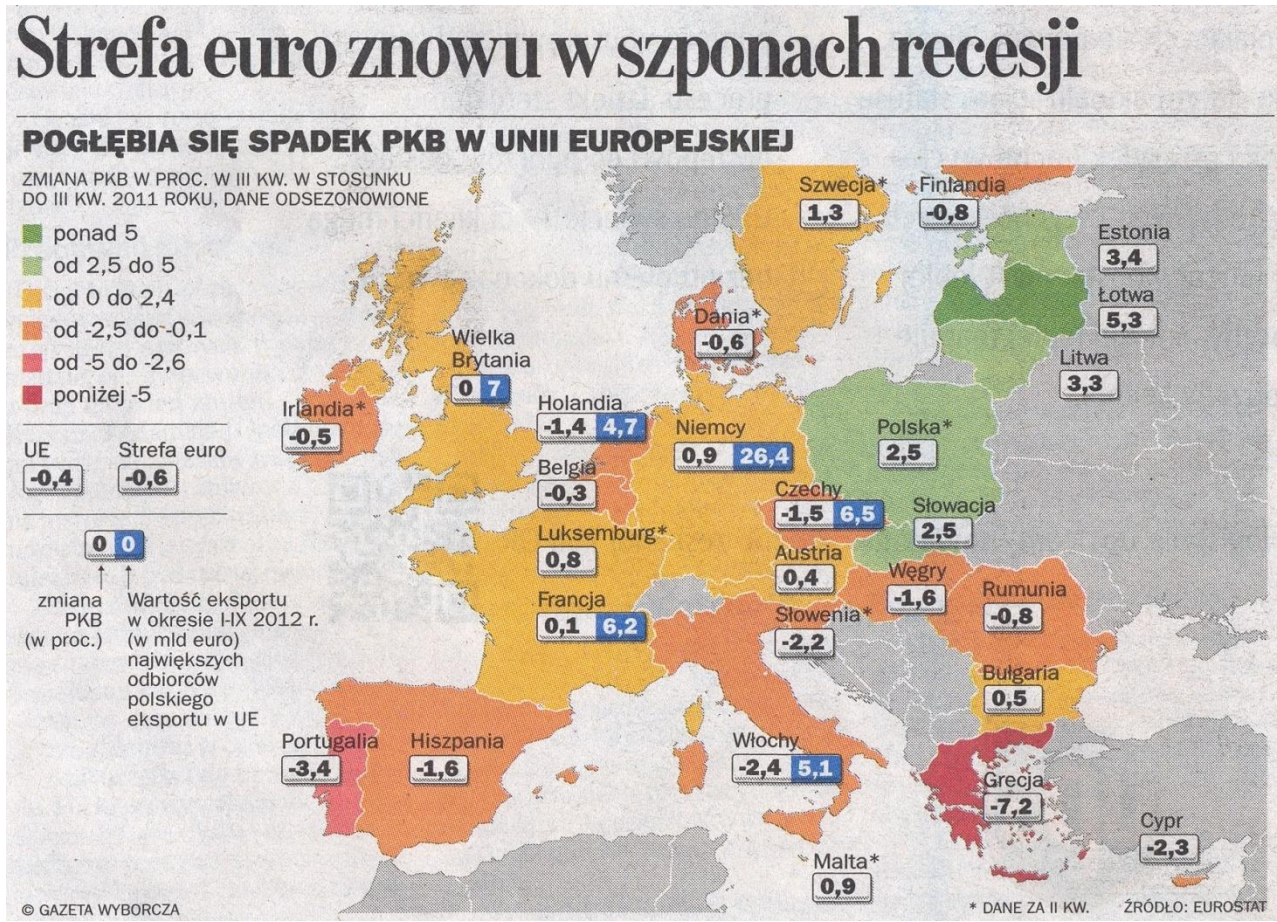 Strefa euro znowu w szponach recesji
POGŁĘBIA SIĘ SPADEK PKB W UNII EUROPEJSKIEJ
ZMIANA PKB W PROC. W III KW. W STOSUNKU
DO III KW. 2011 ROKU, DANE ODSEZONOWIONE
ponad 5
od 2,5 do 5
od 0 do 2,4
od -2,5 do -0,1
od -5 do -2,6
poniżej -5
UE
-0,4
Strefa euro
-0,6
0 0
zmiana
PKB
(w proc.)
Wartość eksportu
w okresie I-IX 2012 r.
(w mld euro)
największych
odbiorców
polskiego
eksportu w UE
Szwecja*
1,3
Finlandia
-0,8
Estonia
3,4
Łotwa
5,3
Litwa
3,3
Dania*
-0,6
Wielka
Brytania
0 7
Irlandia*
-0,5
Holandia
-1,4 4,7
Niemcy
0,9 26,4
Polska*
2,5
Belgia
-0,3
Czechy
-1,5 6,5
Słowacja
2,5
Luksemburg*
0,8
Austria
0,4
Węgry
-1,6
Rumunia
-0,8
Francja
0,1 6,2
Słowenia*
-2,2
Bułgaria
0,5
Portugalia
-3,4
Hiszpania
-1,6
Włochy
-2,4 5,1
Grecja
-7,2
Cypr
-2,3
Malta*
0,9
© GAZETA WYBORCZA
* DANE ZA II KW.
ŹRÓDŁO: EUROSTAT